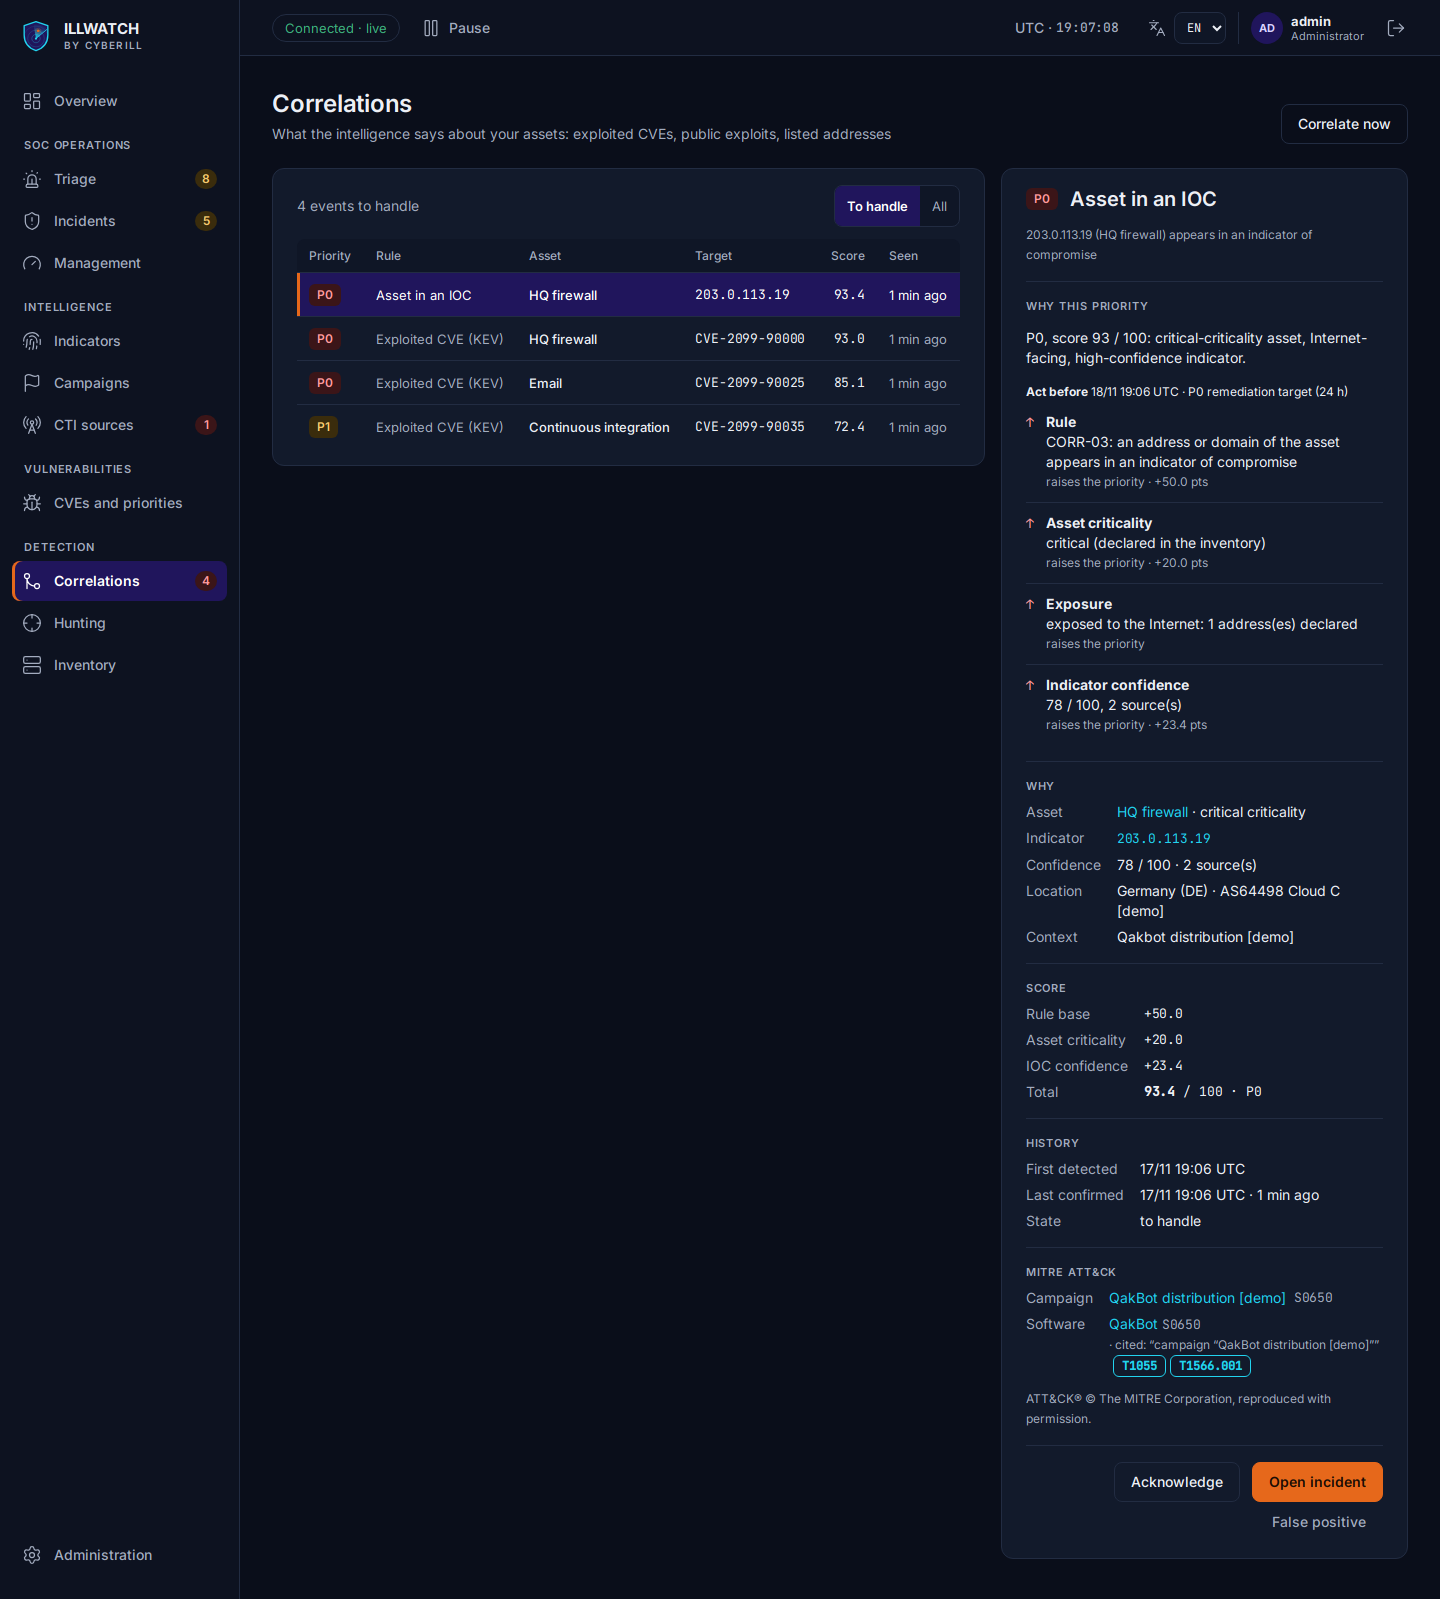 ILLWATCH
BY CYBERILL
Overview
SOC OPERATIONS
Triage 8
Incidents 5
Management
INTELLIGENCE
Indicators
Campaigns
CTI sources 1
VULNERABILITIES
CVEs and priorities
DETECTION
Correlations 4
Hunting
Inventory
Administration
Connected · live Pause UTC · 19:07:08 EN AD admin
Administrator
Correlations
What the intelligence says about your assets: exploited CVEs, public exploits, listed addresses
Correlate now
4 events to handle To handle All
Priority Rule Asset Target Score Seen
P0 Asset in an IOC HQ firewall 203.0.113.19 93.4 1 min ago
P0 Exploited CVE (KEV) HQ firewall CVE-2099-90000 93.0 1 min ago
P0 Exploited CVE (KEV) Email CVE-2099-90025 85.1 1 min ago
P1 Exploited CVE (KEV) Continuous integration CVE-2099-90035 72.4 1 min ago
P0 Asset in an IOC
203.0.113.19 (HQ firewall) appears in an indicator of
compromise
WHY THIS PRIORITY
P0, score 93 / 100: critical-criticality asset, Internet-
facing, high-confidence indicator.
Act before 18/11 19:06 UTC · P0 remediation target (24 h)
↑ Rule
CORR-03: an address or domain of the asset
appears in an indicator of compromise
raises the priority · +50.0 pts
↑ Asset criticality
critical (declared in the inventory)
raises the priority · +20.0 pts
↑ Exposure
exposed to the Internet: 1 address(es) declared
raises the priority
↑ Indicator confidence
78 / 100, 2 source(s)
raises the priority · +23.4 pts
WHY
Asset HQ firewall · critical criticality
Indicator 203.0.113.19
Confidence 78 / 100 · 2 source(s)
Location Germany (DE) · AS64498 Cloud C
[demo]
Context Qakbot distribution [demo]
SCORE
Rule base +50.0
Asset criticality +20.0
IOC confidence +23.4
Total 93.4 / 100 · P0
HISTORY
First detected 17/11 19:06 UTC
Last confirmed 17/11 19:06 UTC · 1 min ago
State to handle
MITRE ATT&CK
Campaign QakBot distribution [demo] S0650
Software QakBot S0650
· cited: “campaign “QakBot distribution [demo]””
T1055 T1566.001
ATT&CK® © The MITRE Corporation, reproduced with
permission.
Acknowledge Open incident
False positive